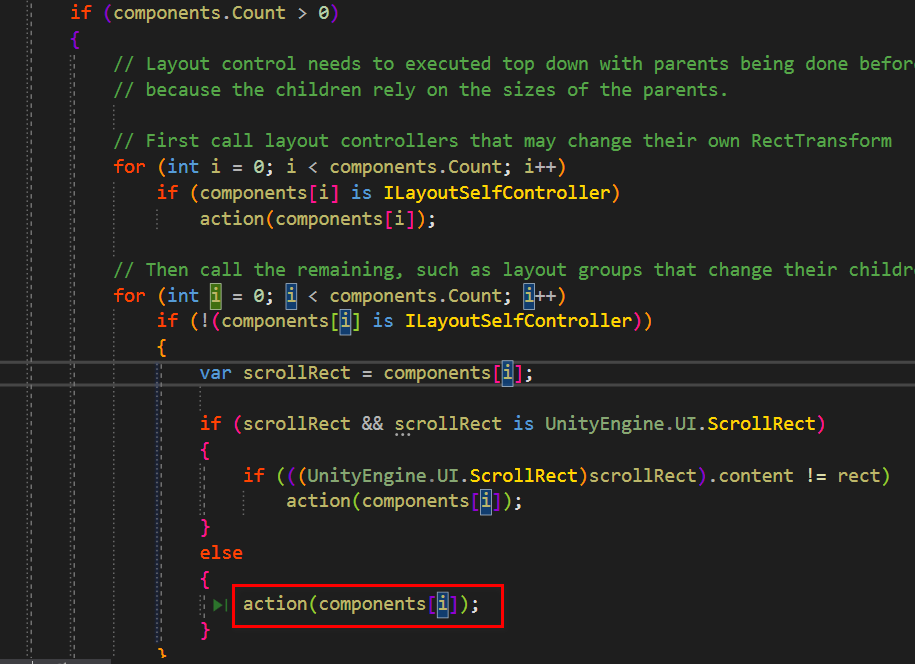 if (components.Count > 0)
{
// Layout control needs to executed top down with parents being done
// because the children rely on the sizes of the parents.
// First call layout controllers that may change their own RectTransform
for (int i = 0; i < components.Count; i++)
if (components[i] is ILayoutSelfController)
action(components[i]);
// Then call the remaining, such as layout groups that change their
for (int i = 0; i < components.Count; i++)
if (!(components[i] is ILayoutSelfController))
{
var scrollRect = components[i];
if (scrollRect && scrollRect is UnityEngine.UI.ScrollRect)
{
if (((UnityEngine.UI.ScrollRect)scrollRect).content != rect)
action(components[i]);
}
else
{
action(components[i]);
}
}